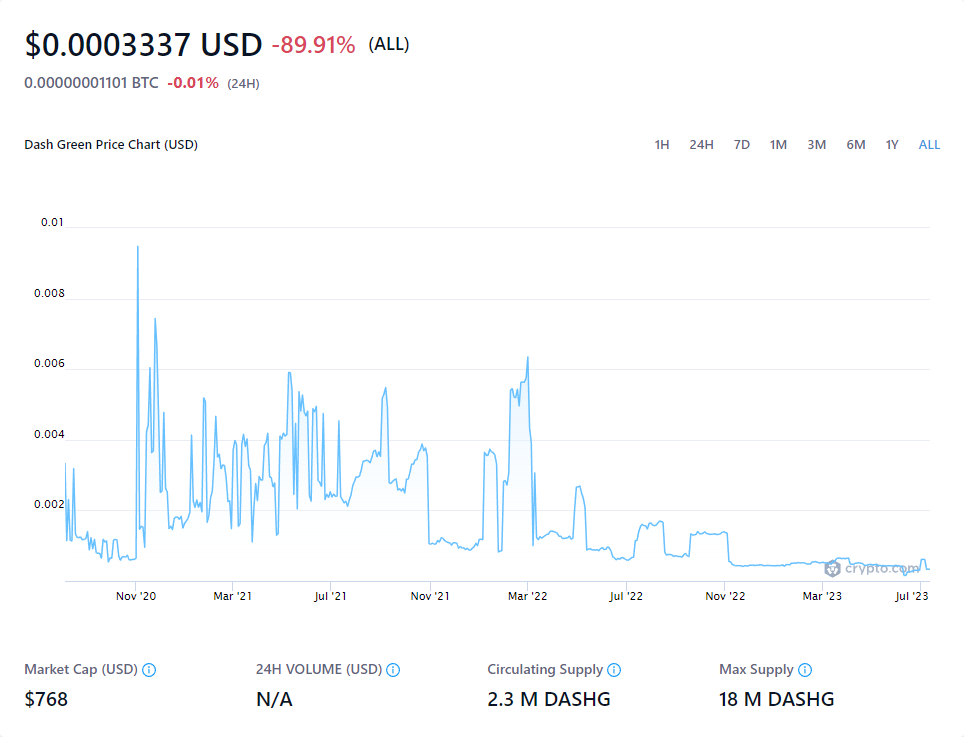 $0.0003337 USD -89.91% (ALL)
0.00000001101 BTC -0.01% (24H)
Dash Green Price Chart (USD) 1H 24H 7D 1M 3M 6M 1Y ALL
0.01
0.008
0.006
0.004
0.002
crypto.com
Nov '20 Mar '21 Jul '21 Nov '21 Mar '22 Jul '22 Nov '22 Mar '23 Jul '23
Market Cap (USD) 24H VOLUME (USD) Circulating Supply Max Supply
$768 N/A 2.3 M DASHG 18 M DASHG